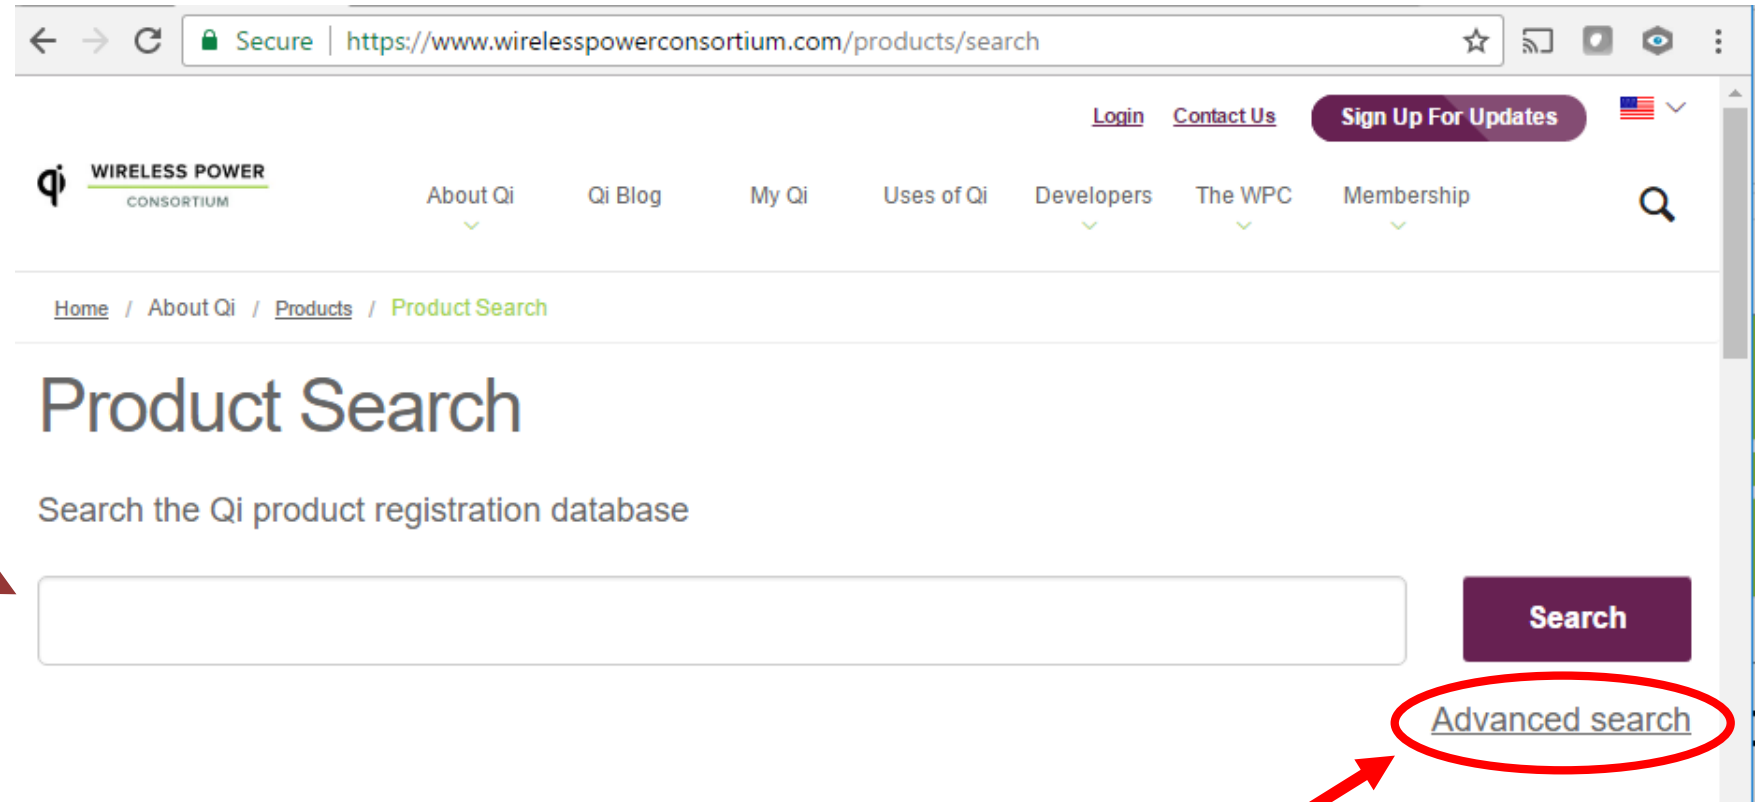 Secure | https://www.wirelesspowerconsortium.com/products/search
Login Contact Us Sign Up For Updates
qi WIRELESS POWER
CONSORTIUM
About Qi Qi Blog My Qi Uses of Qi Developers The WPC Membership
Home / About Qi / Products / Product Search
Product Search
Search the Qi product registration database
Search
Advanced search